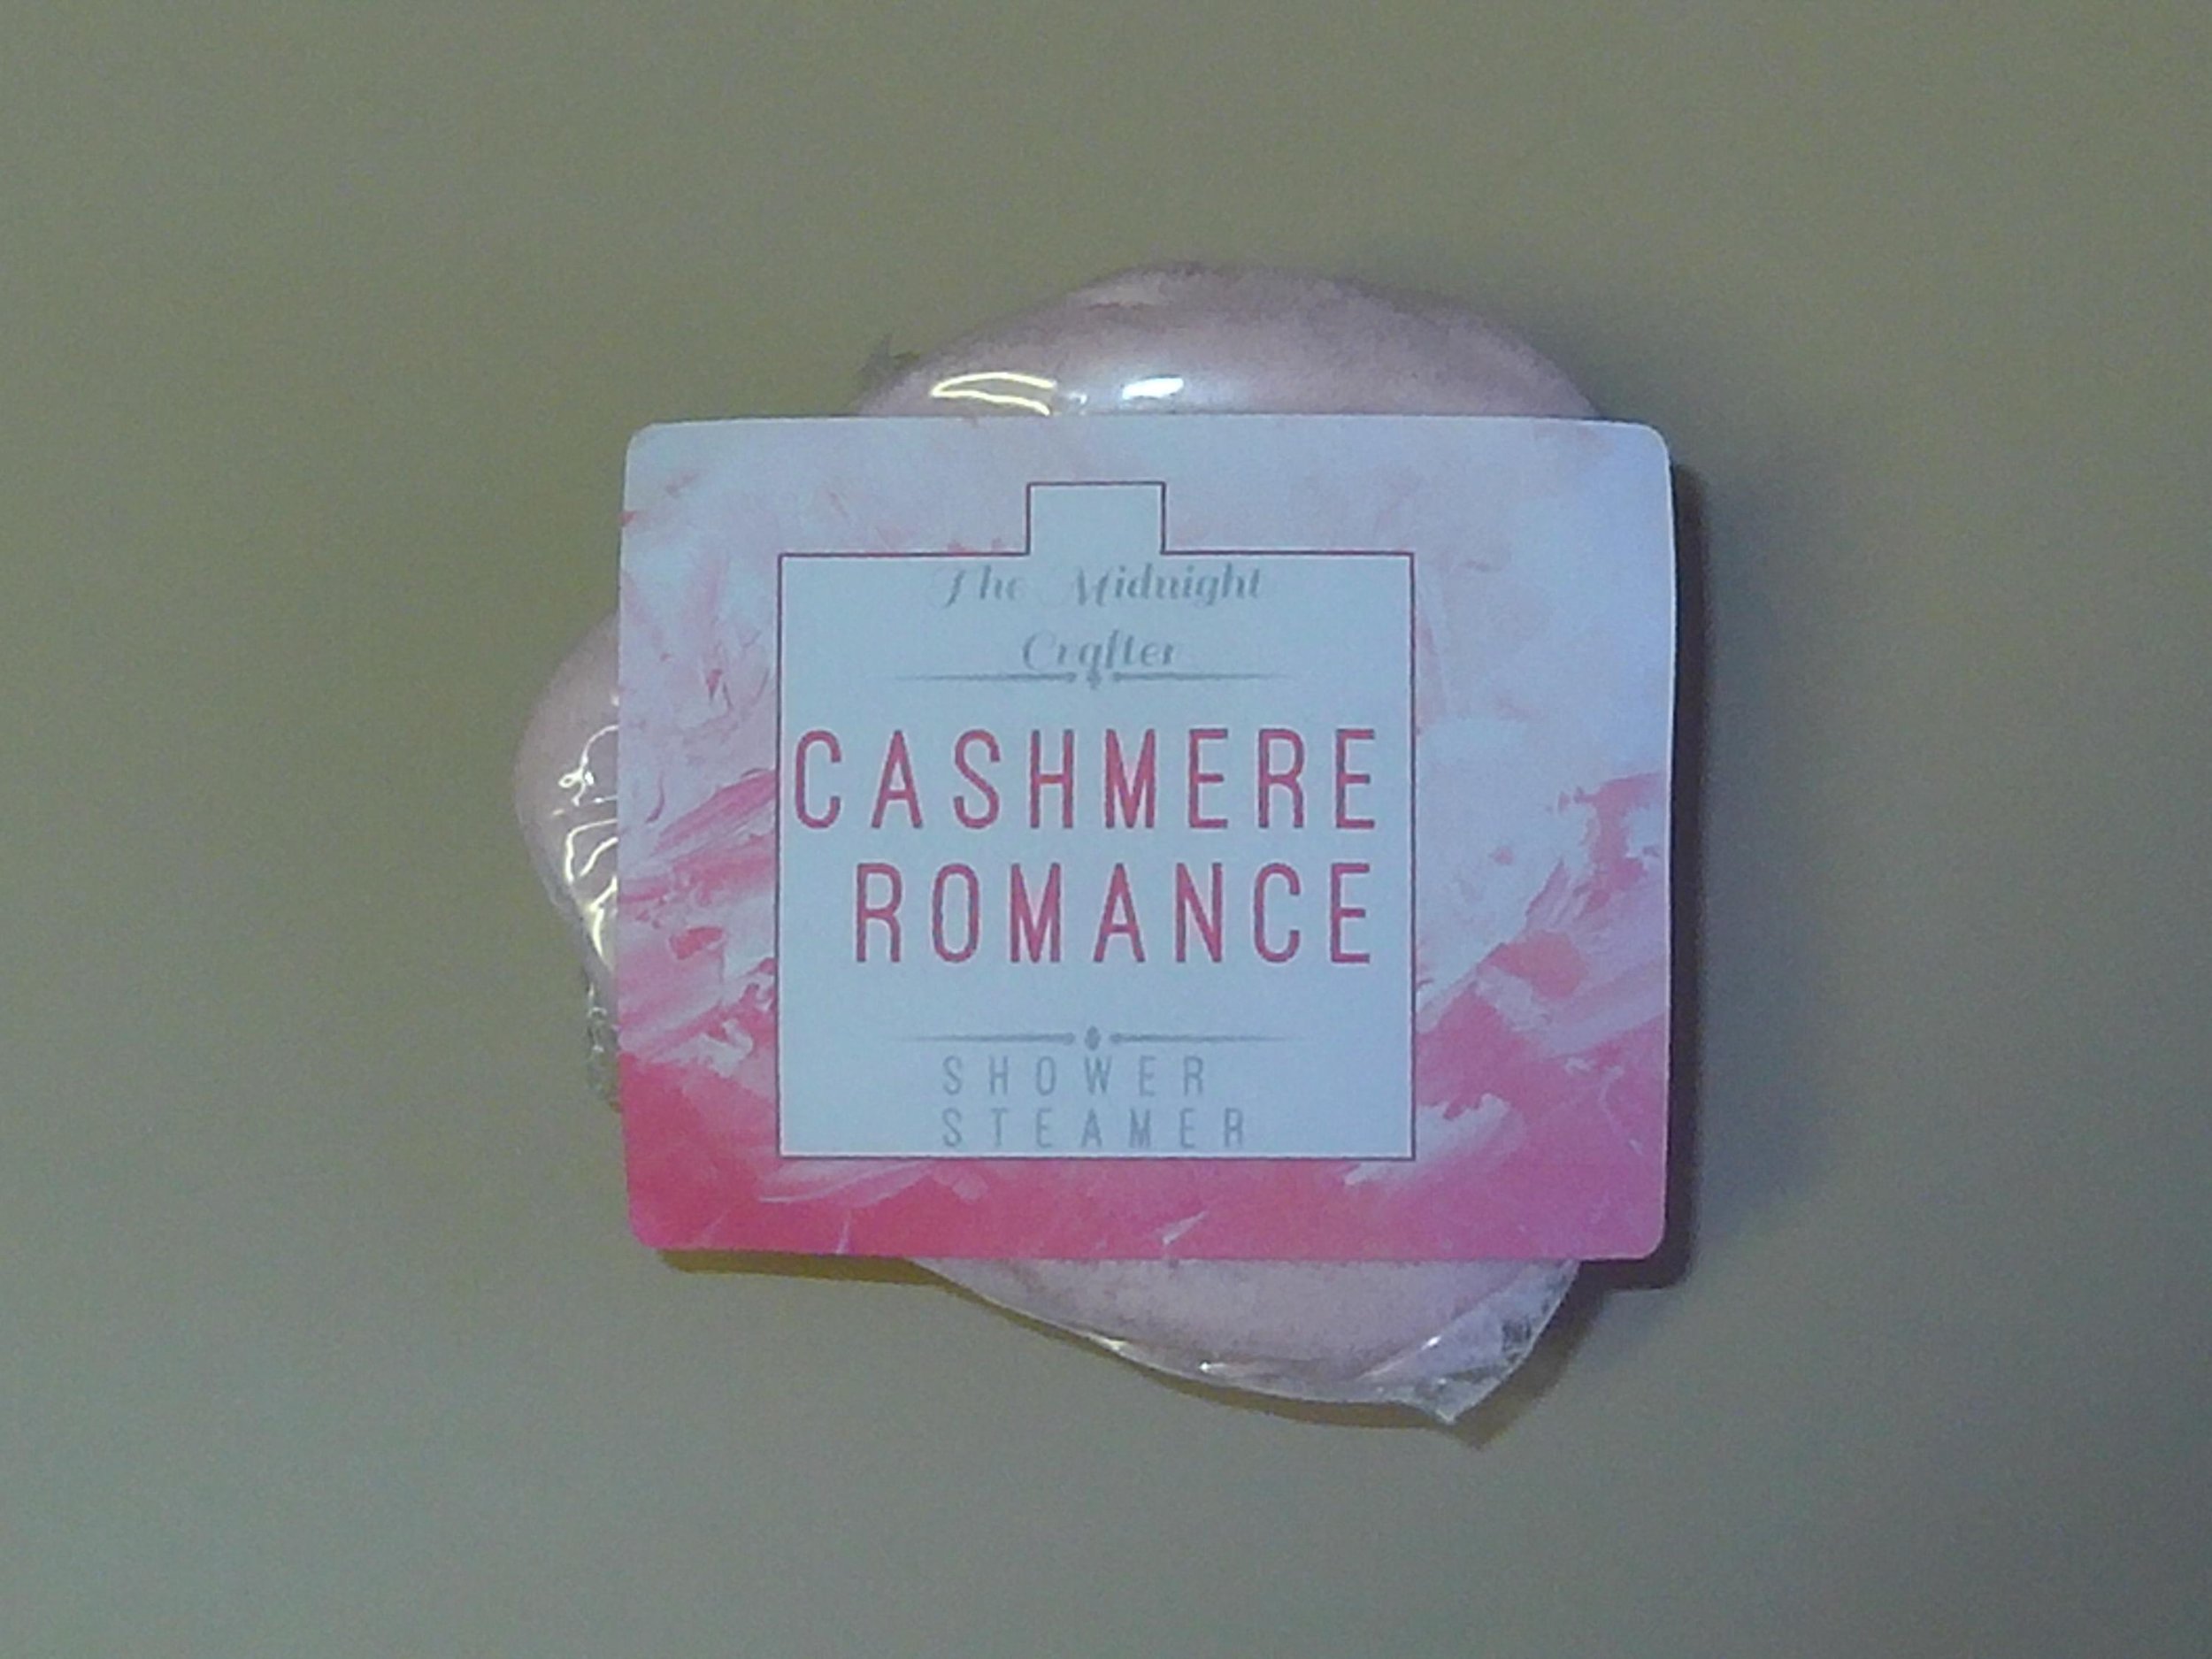 The Midnight
Crafter
CASHMERE
ROMANCE
SHOWER
STEAMER